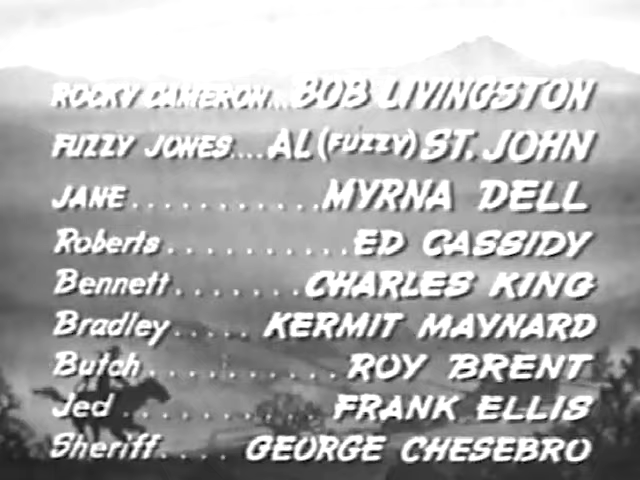 ROCKY CAMERON...BOB LIVINGSTON
FUZZY JONES....AL (FUZZY) ST. JOHN
JANE...........MYRNA DELL
Roberts..........ED CASSIDY
Bennett.......CHARLES KING
Bradley..... KERMIT MAYNARD
Butch...........ROY BRENT
Jed ............FRANK ELLIS
Sheriff.... GEORGE CHESEBRO